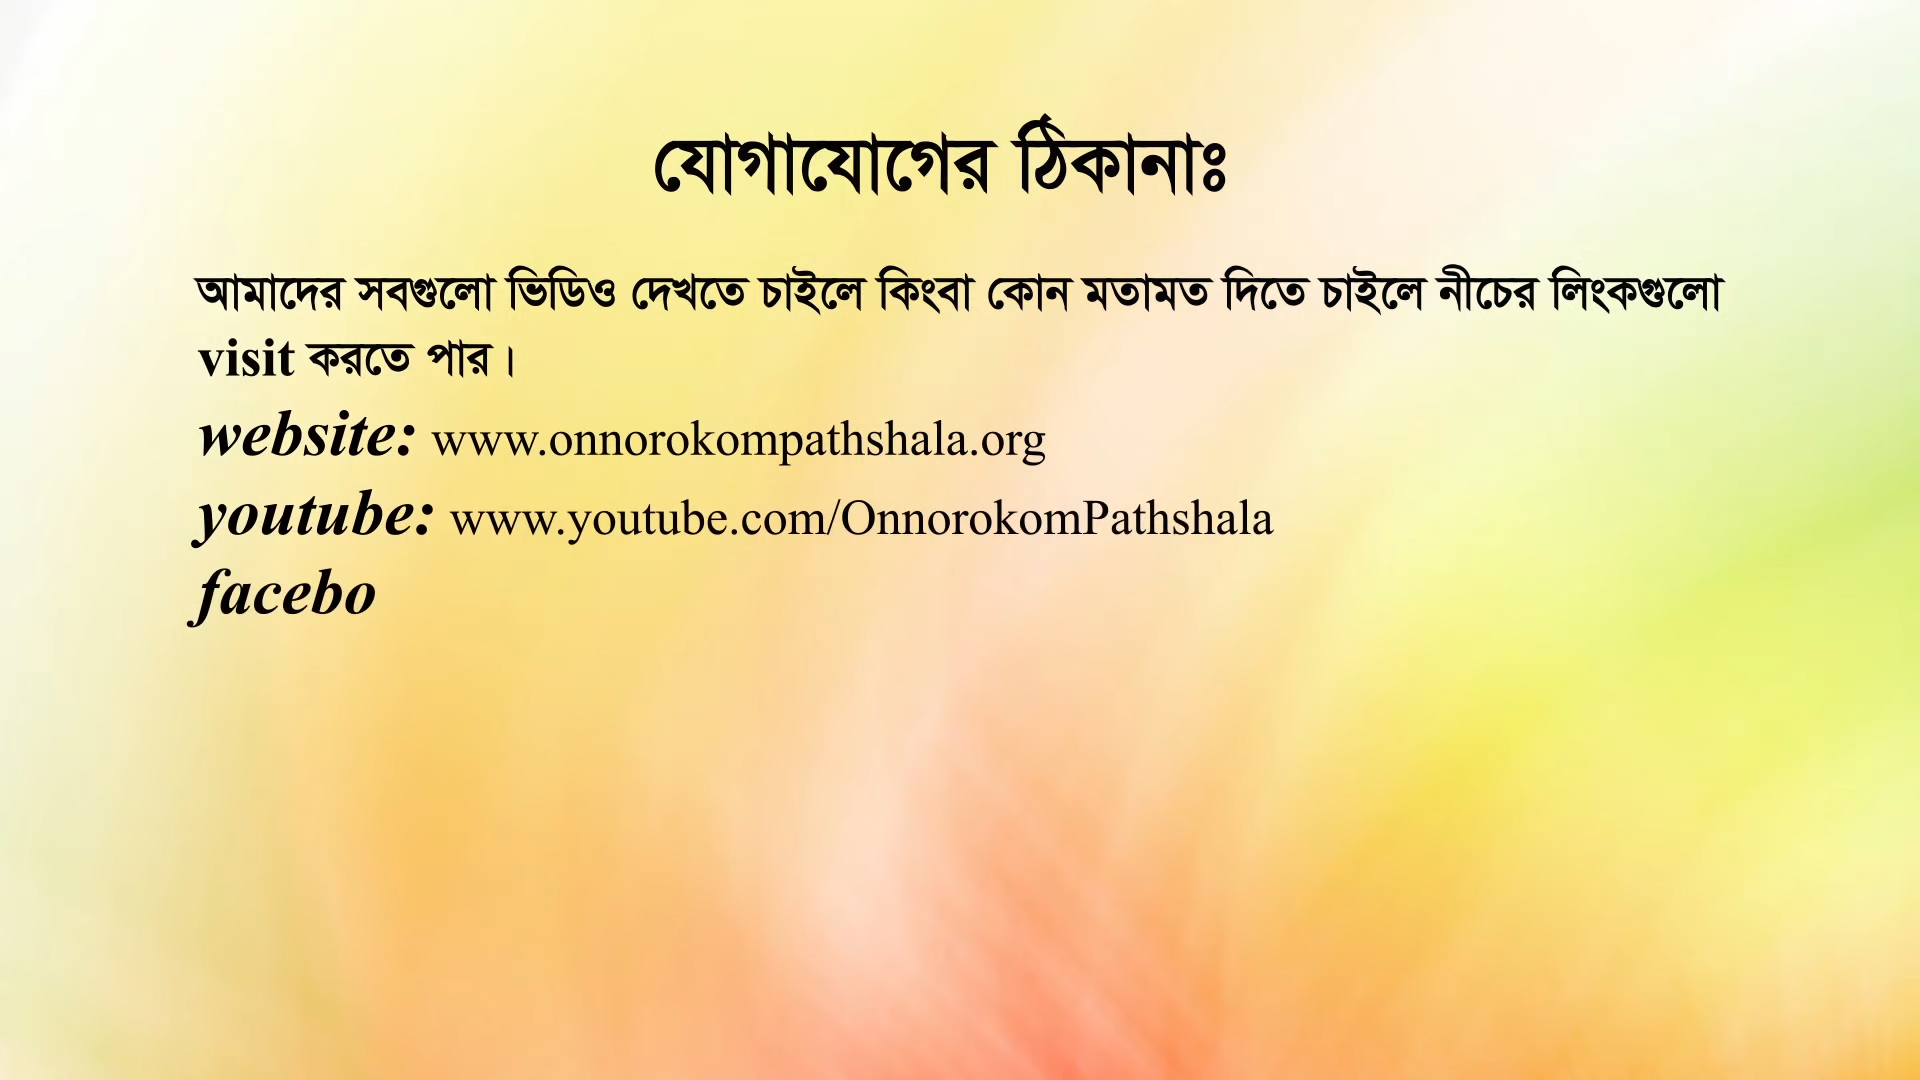 যোগাযোগের ঠিকানাঃ
আমাদের সবগুলো ভিডিও দেখতে চাইলে কিংবা কোন মতামত দিতে চাইলে নীচের লিংকগুলো
visit করতে পার।
website: www.onnorokompathshala.org
youtube: www.youtube.com/OnnorokomPathshala
facebo